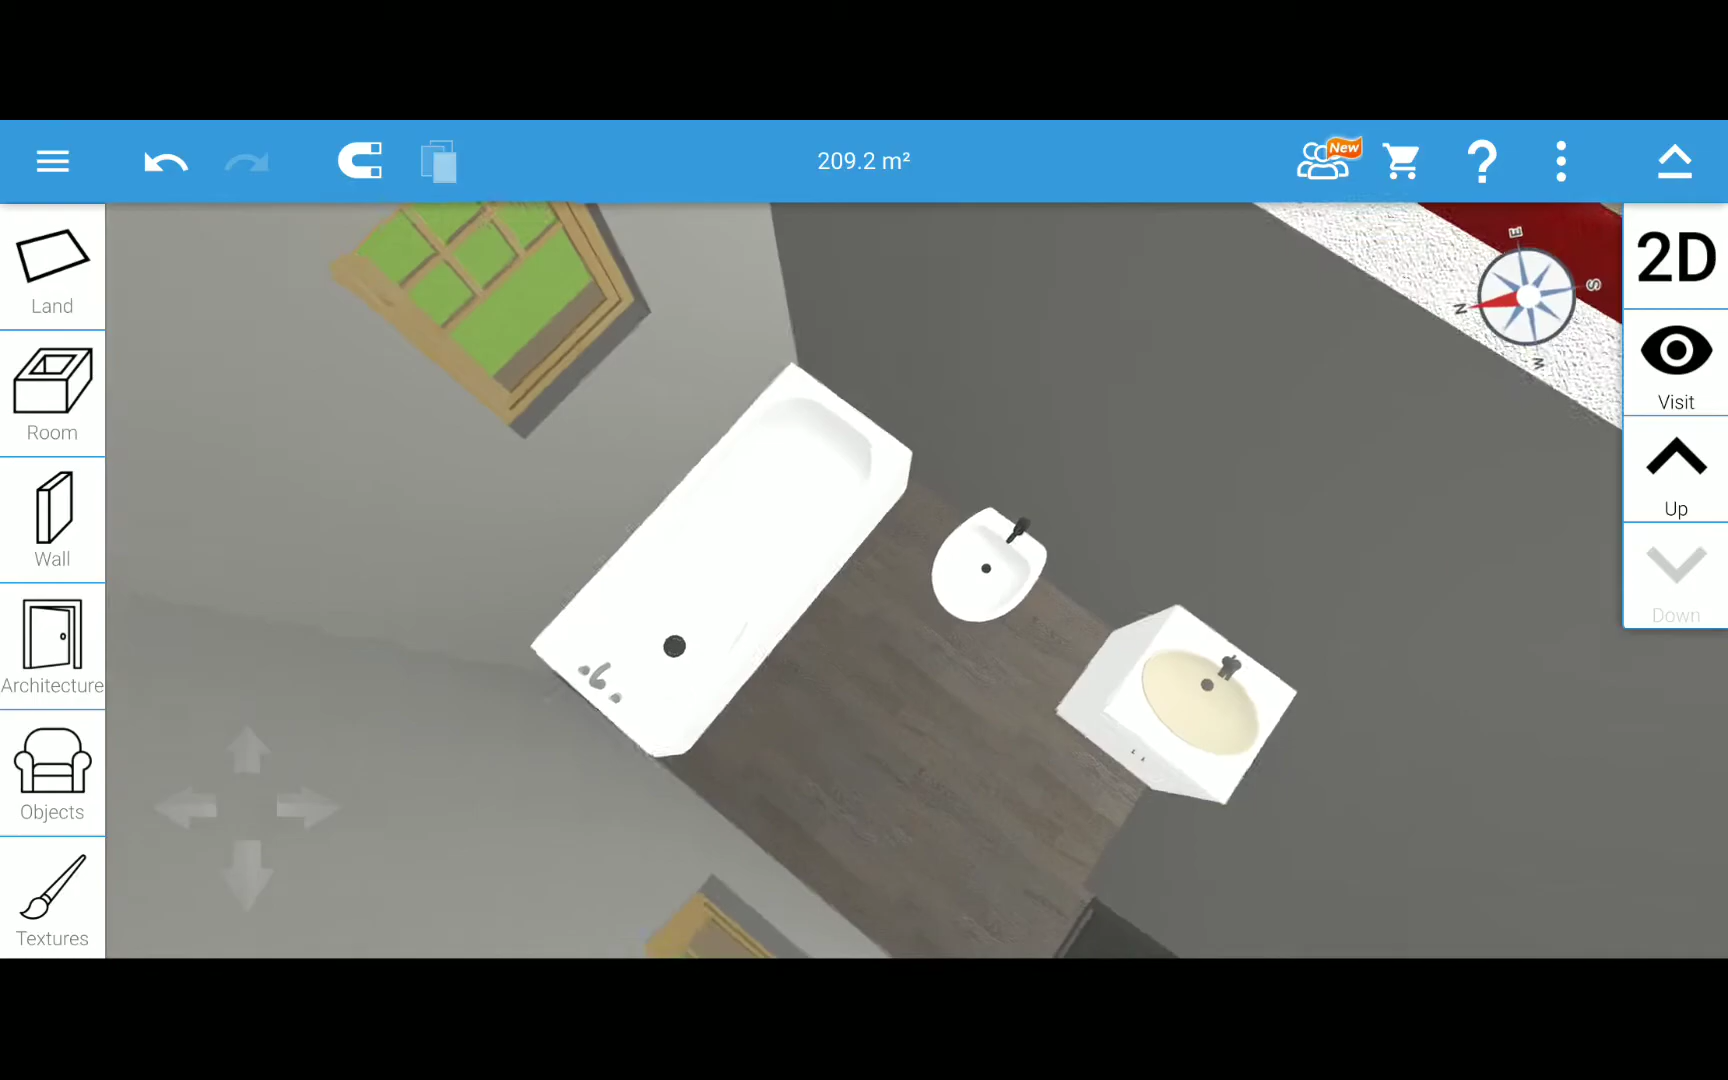 209.2 m²
New
Land
Room
Wall
Architecture
Objects
Textures
E
S
N
W
2D
Visit
Up
Down